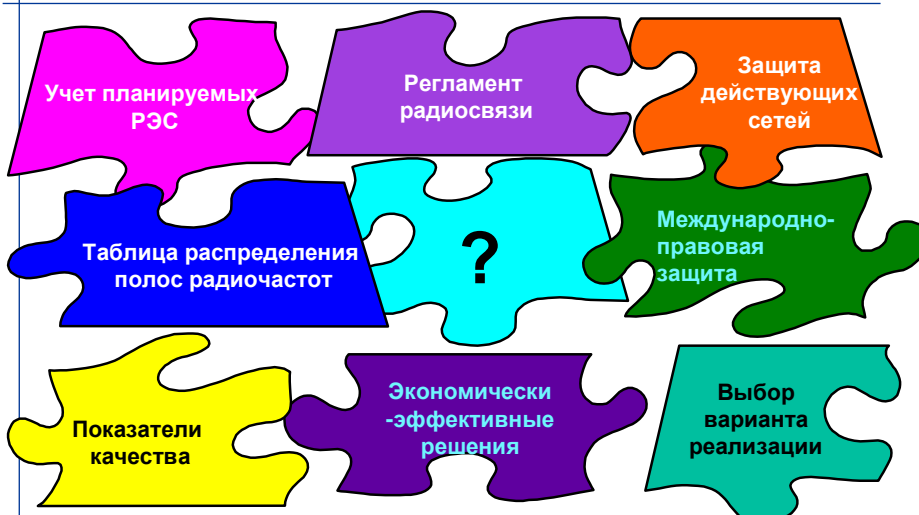 Учет планируемых
РЭС
Регламент
радиосвязи
Защита
действующих
сетей
Таблица распределения
полос радиочастот
?
Международно-
правовая
защита
Показатели
качества
Экономически
-эффективные
решения
Выбор
варианта
реализации